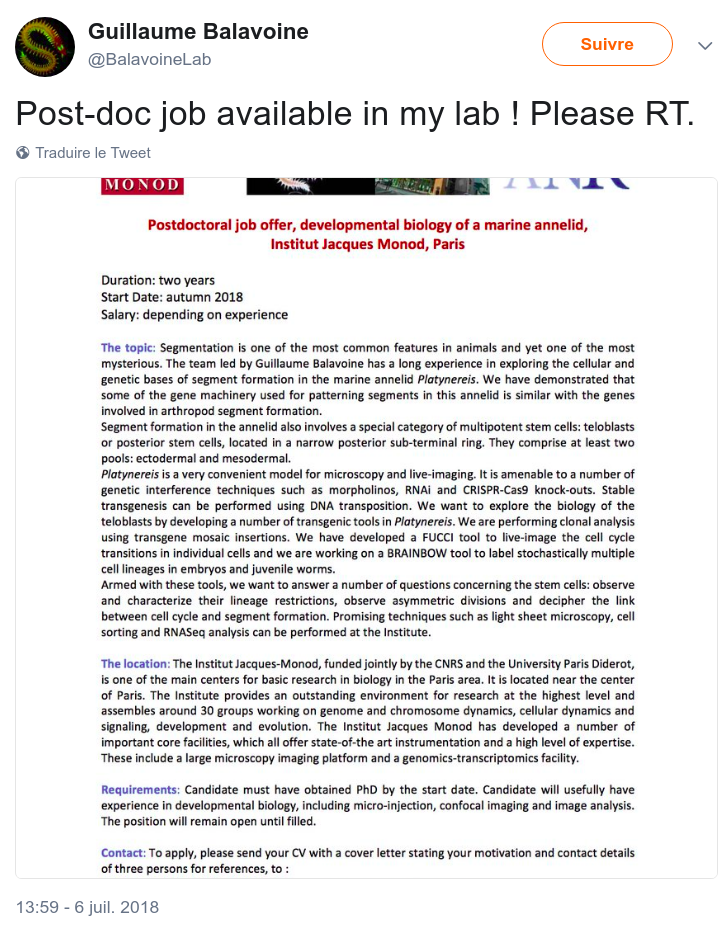 Guillaume Balavoine
@BalavoineLab
Suivre
Post-doc job available in my lab ! Please RT.
Traduire le Tweet
MONOD
Postdoctoral job offer, developmental biology of a marine annelid,
Institut Jacques Monod, Paris
Duration: two years
Start Date: autumn 2018
Salary: depending on experience
The topic: Segmentation is one of the most common features in animals and yet one of the most
mysterious. The team led by Guillaume Balavoine has a long experience in exploring the cellular and
genetic bases of segment formation in the marine annelid Platynereis. We have demonstrated that
some of the gene machinery used for patterning segments in this annelid is similar with the genes
involved in arthropod segment formation.
Segment formation in the annelid also involves a special category of multipotent stem cells: teloblasts
or posterior stem cells, located in a narrow posterior sub-terminal ring. They comprise at least two
pools: ectodermal and mesodermal.
Platynereis is a very convenient model for microscopy and live-imaging. It is amenable to a number of
genetic interference techniques such as morpholinos, RNAi and CRISPR-Cas9 knock-outs. Stable
transgenesis can be performed using DNA transposition. We want to explore the biology of the
teloblasts by developing a number of transgenic tools in Platynereis. We are performing clonal analysis
using transgene mosaic insertions. We have developed a FUCCI tool to live-image the cell cycle
transitions in individual cells and we are working on a BRAINBOW tool to label stochastically multiple
cell lineages in embryos and juvenile worms.
Armed with these tools, we want to answer a number of questions concerning the stem cells: observe
and characterize their lineage restrictions, observe asymmetric divisions and decipher the link
between cell cycle and segment formation. Promising techniques such as light sheet microscopy, cell
sorting and RNASeq analysis can be performed at the Institute.
The location: The Institut Jacques-Monod, funded jointly by the CNRS and the University Paris Diderot,
is one of the main centers for basic research in biology in the Paris area. It is located near the center
of Paris. The Institute provides an outstanding environment for research at the highest level and
assembles around 30 groups working on genome and chromosome dynamics, cellular dynamics and
signaling, development and evolution. The Institut Jacques Monod has developed a number of
important core facilities, which all offer state-of-the art instrumentation and a high level of expertise.
These include a large microscopy imaging platform and a genomics-transcriptomics facility.
Requirements: Candidate must have obtained PhD by the start date. Candidate will usefully have
experience in developmental biology, including micro-injection, confocal imaging and image analysis.
The position will remain open until filled.
Contact: To apply, please send your CV with a cover letter stating your motivation and contact details
of three persons for references, to :
13:59 - 6 juil. 2018